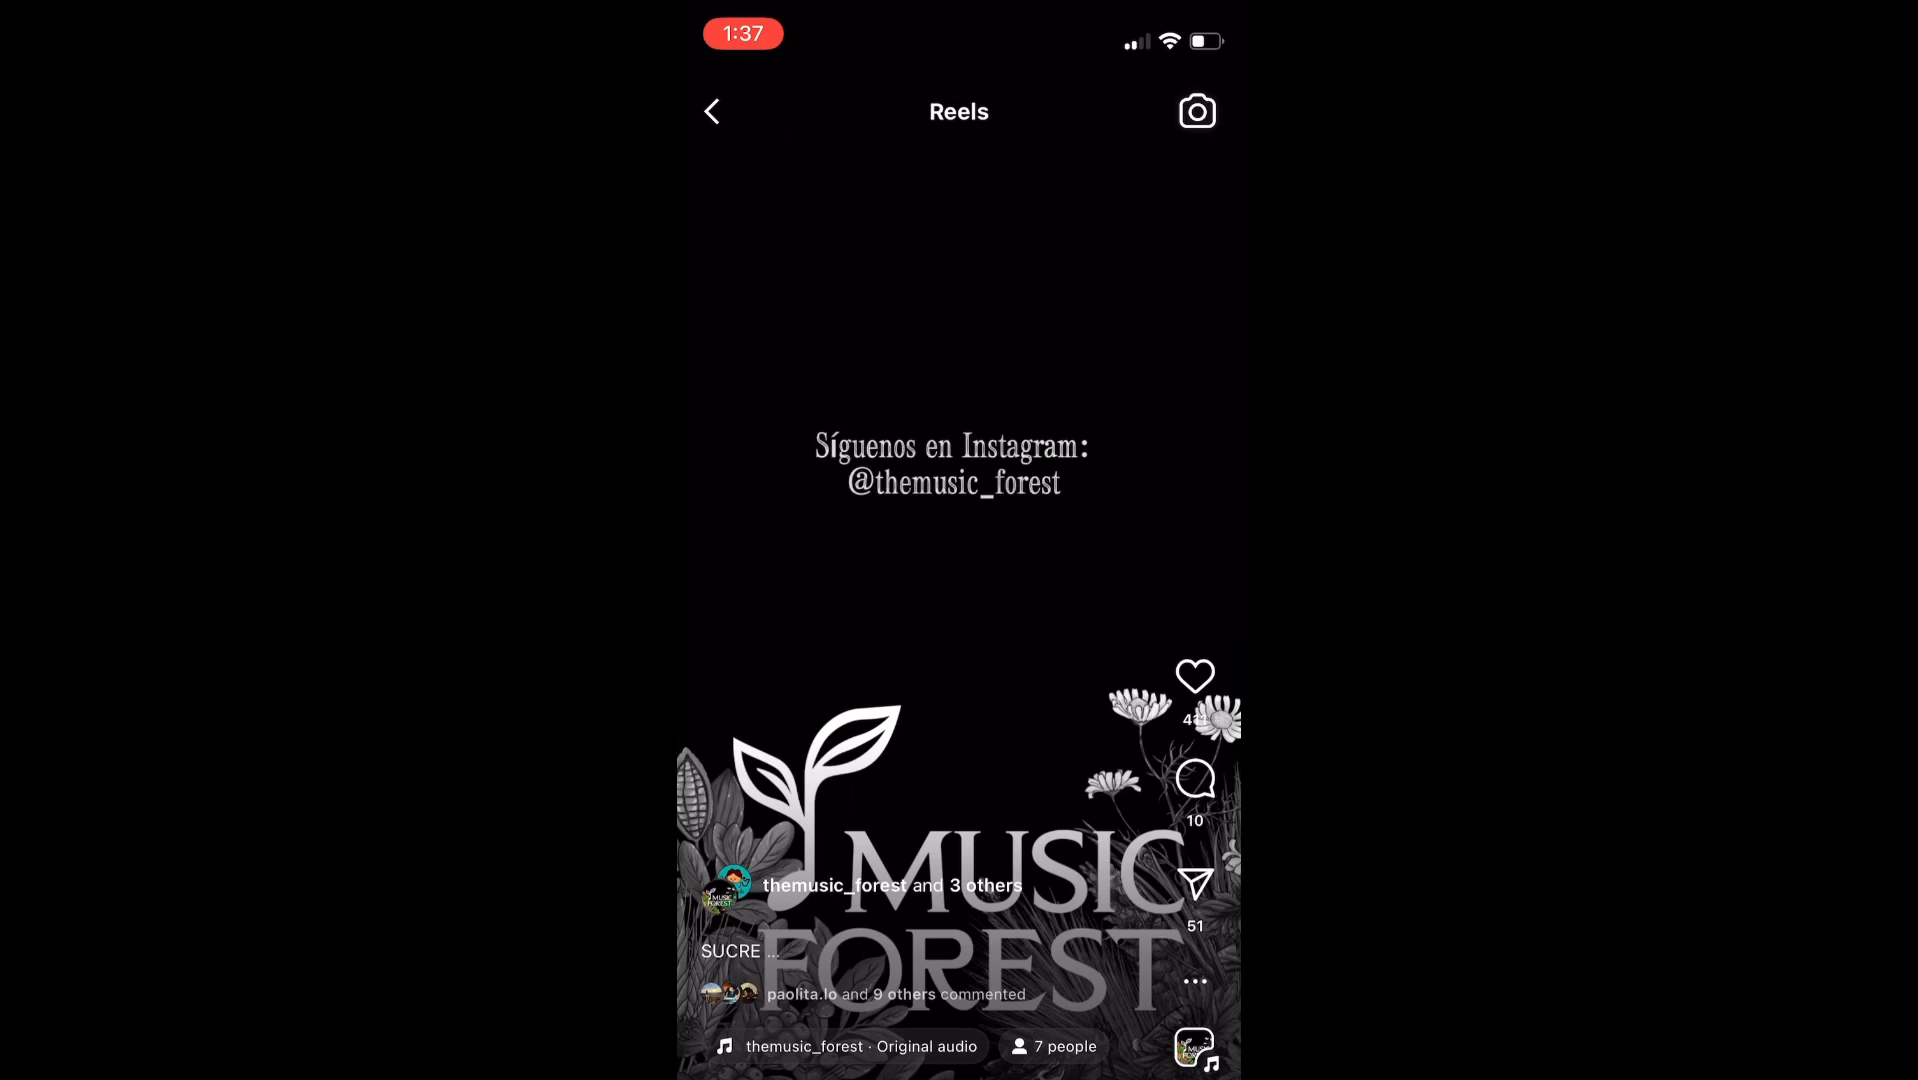 1:37
Reels
Síguenos en Instagram:
@themusic_forest
10
MUSIC
themusic_forest and 3 others
51
FOREST
SUCRE ...
paolita.lo and 9 others commented
themusic_forest · Original audio
7 people